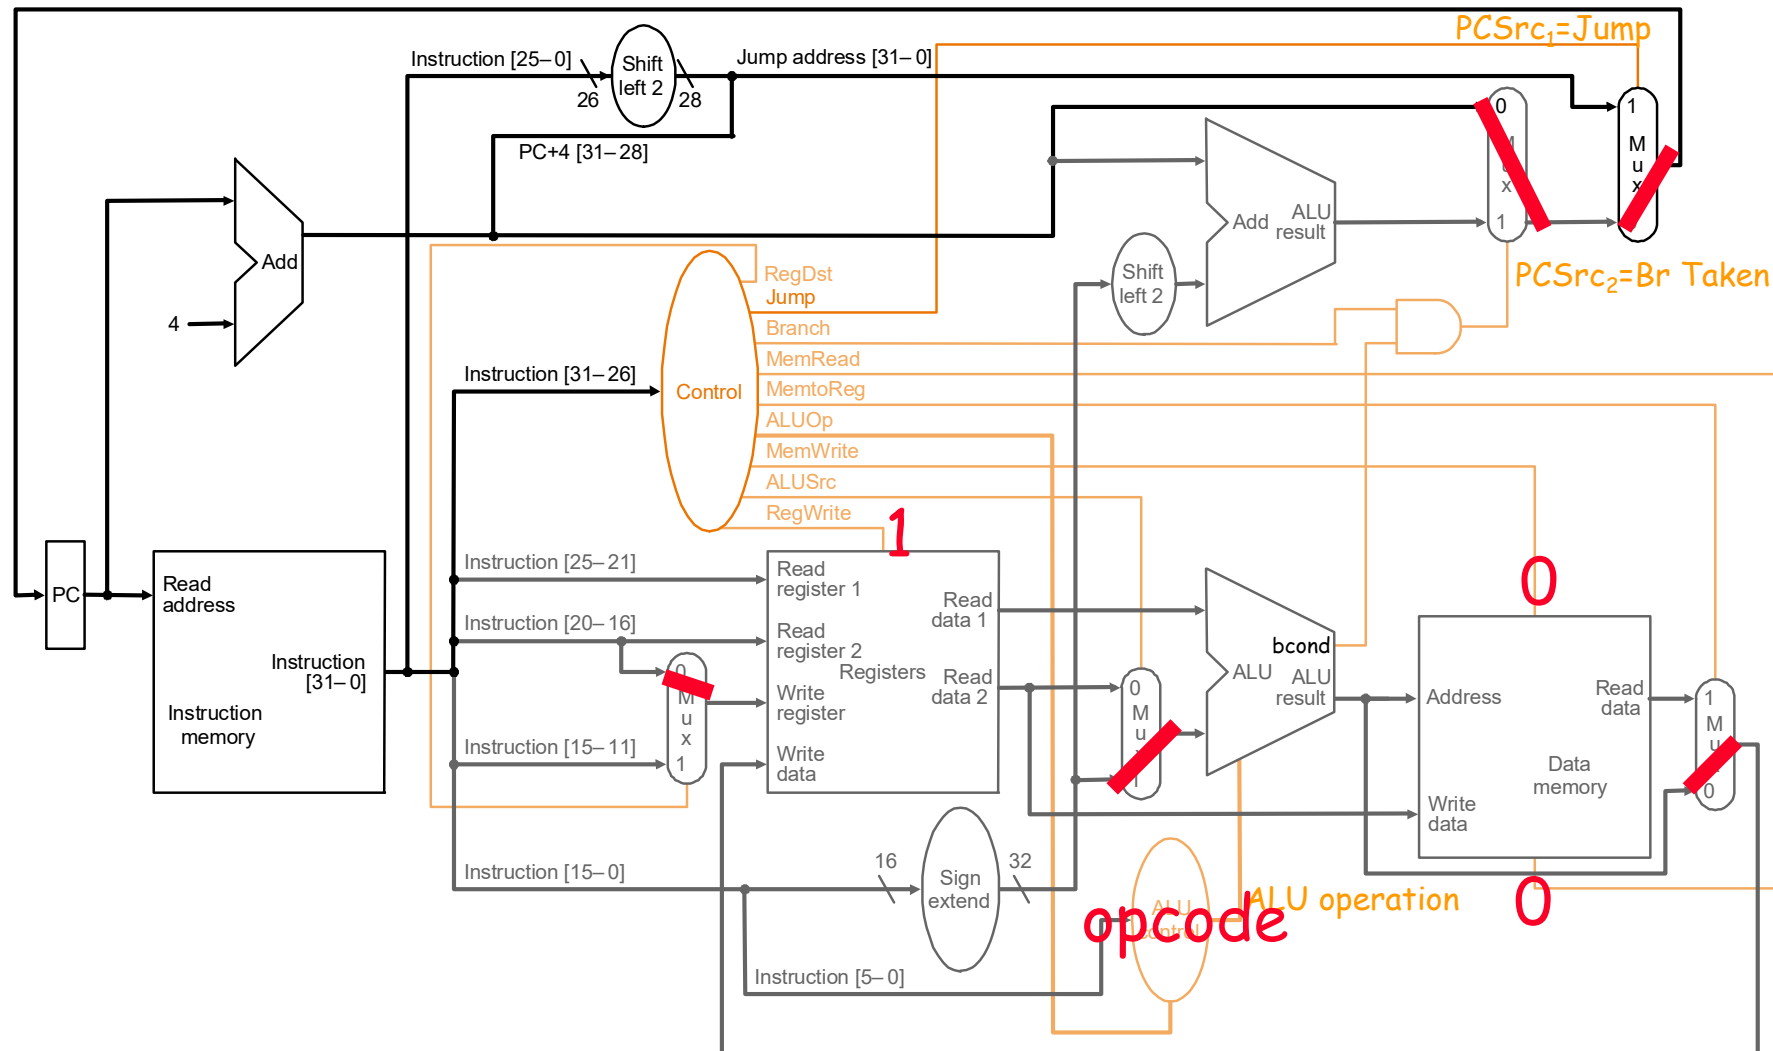 PCSrc1=Jump
Instruction [25–0]
Shift
left 2
Jump address [31–0]
26
28
PC+4 [31–28]
0
1
M
u
x
1
M
u
x
Add
ALU
result
1
Add
4
Shift
left 2
PCSrc2=Br Taken
RegDst
Jump
Branch
MemRead
MemtoReg
ALUOp
MemWrite
ALUSrc
RegWrite
Instruction [31–26]
Control
1
0
PC
Read
address
Instruction
[31–0]
Instruction
memory
Instruction [25–21]
Instruction [20–16]
Instruction [15–11]
Instruction [15–0]
Instruction [5–0]
0
M
u
x
1
Read
register 1
Read
register 2
Registers
Write
register
Write
data
Read
data 1
Read
data 2
0
M
u
bcond
ALU
ALU
result
Address
Read
data
Data
memory
Write
data
1
M
u
0
16
Sign
extend
32
ALU
control
opcode
ALU operation
0